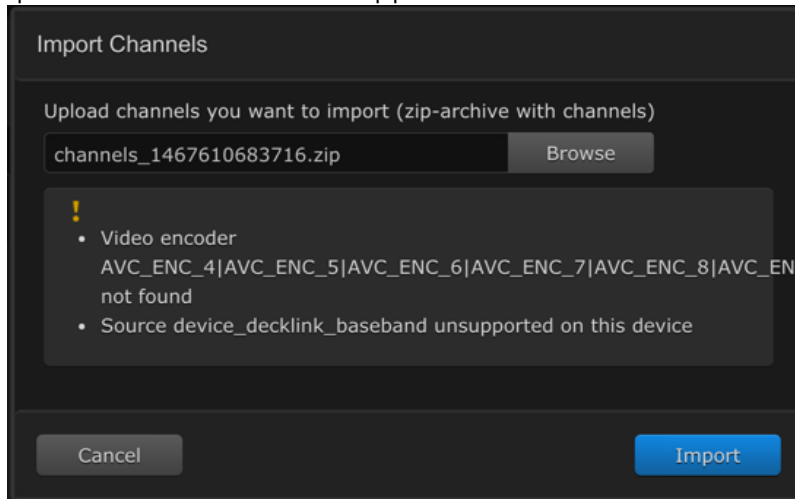 Import Channels
Upload channels you want to import (zip-archive with channels)
channels_1467610683716.zip
Browse
!
• Video encoder
AVC_ENC_4|AVC_ENC_5|AVC_ENC_6|AVC_ENC_7|AVC_ENC_8|AVC_EN
not found
• Source device_decklink_baseband unsupported on this device
Cancel
Import